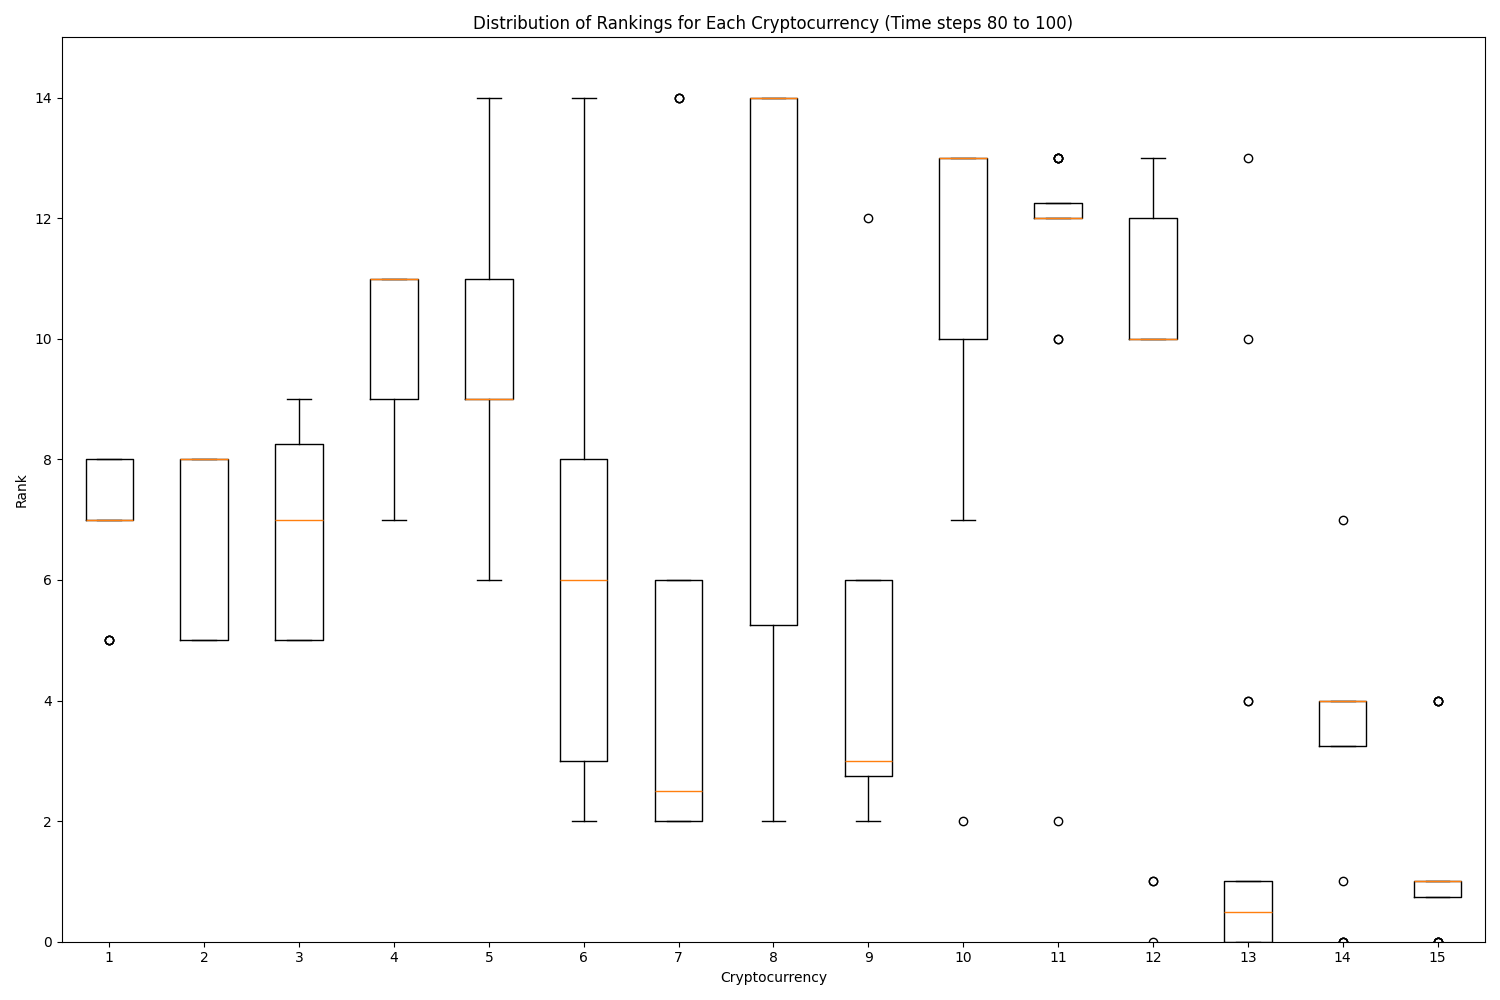 Distribution of Rankings for Each Cryptocurrency (Time steps 80 to 100)
Rank
14
12
10
8
6
4
2
0
1 2 3 4 5 6 7 8 9 10 11 12 13 14 15
Cryptocurrency